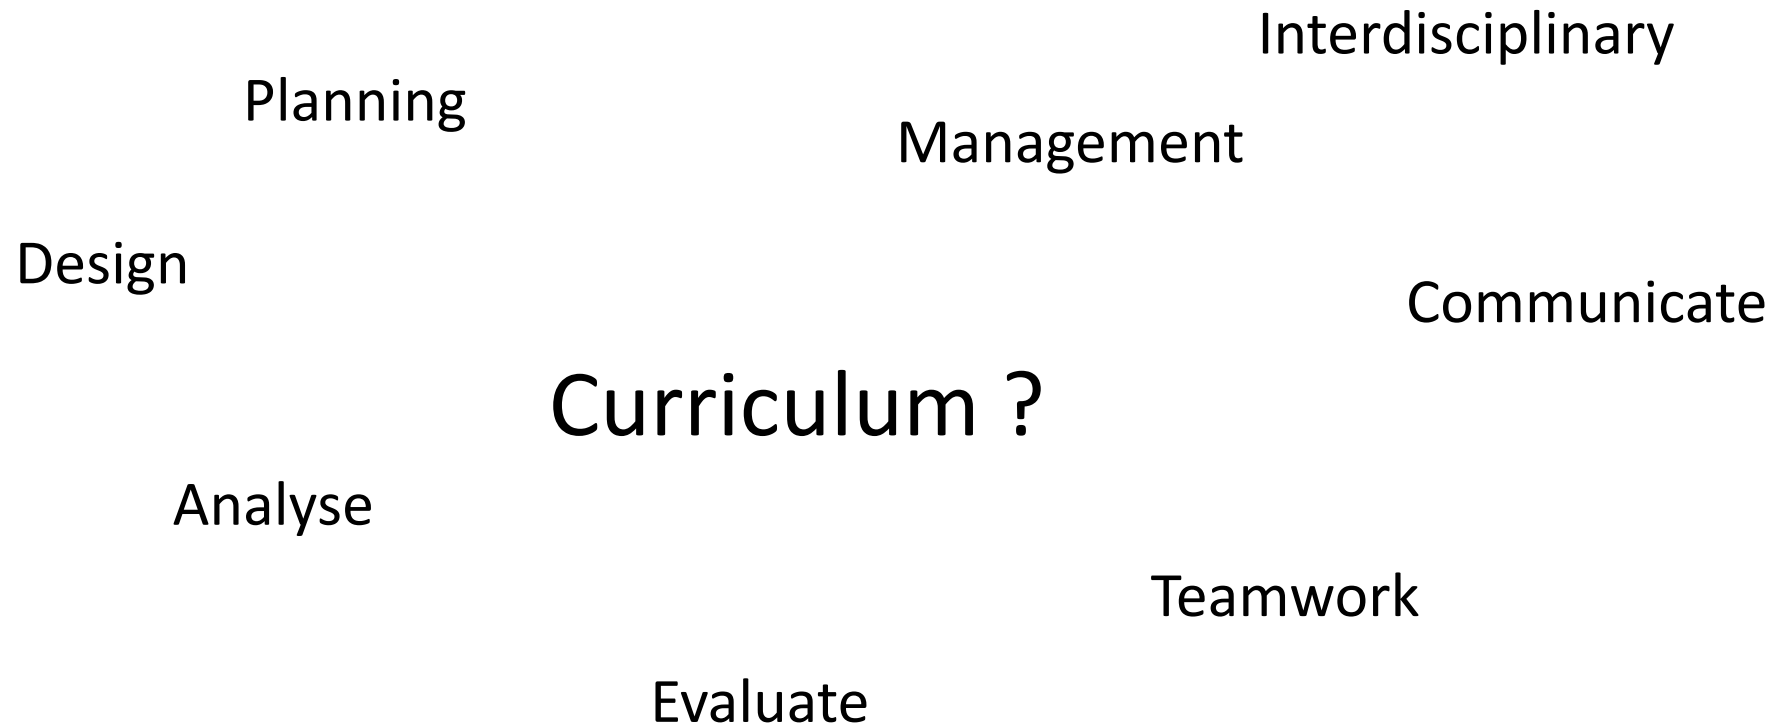 Interdisciplinary
Planning
Management
Design
Communicate
Curriculum ?
Analyse
Teamwork
Evaluate